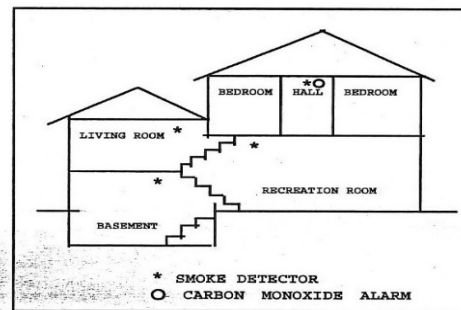 BEDROOM
* HALL
BEDROOM
LIVING ROOM *
*
*
RECREATION ROOM
BASEMENT
* SMOKE DETECTOR
O CARBON MONOXIDE ALARM